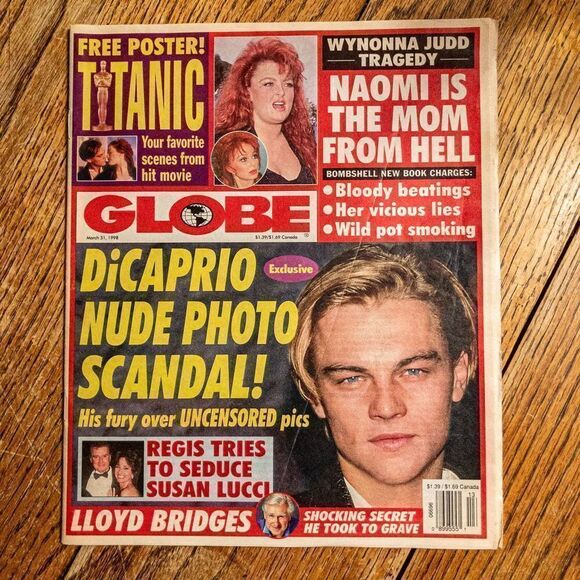 FREE POSTER!
TITANIC
Your favorite
scenes from
hit movie
WYNONNA JUDD
TRAGEDY
NAOMI IS
THE MOM
FROM HELL
BOMBSHELL NEW BOOK CHARGES:
• Bloody beatings
• Her vicious lies
• Wild pot smoking
GLOBE
March 31, 1998
$1.39/$1.69 Canada
DiCAPRIO
Exclusive
NUDE PHOTO
SCANDAL!
His fury over UNCENSORED pics
REGIS TRIES
TO SEDUCE
SUSAN LUCCI
$1.39 / $1.69 Canada
13
LLOYD BRIDGES
SHOCKING SECRET
HE TOOK TO GRAVE